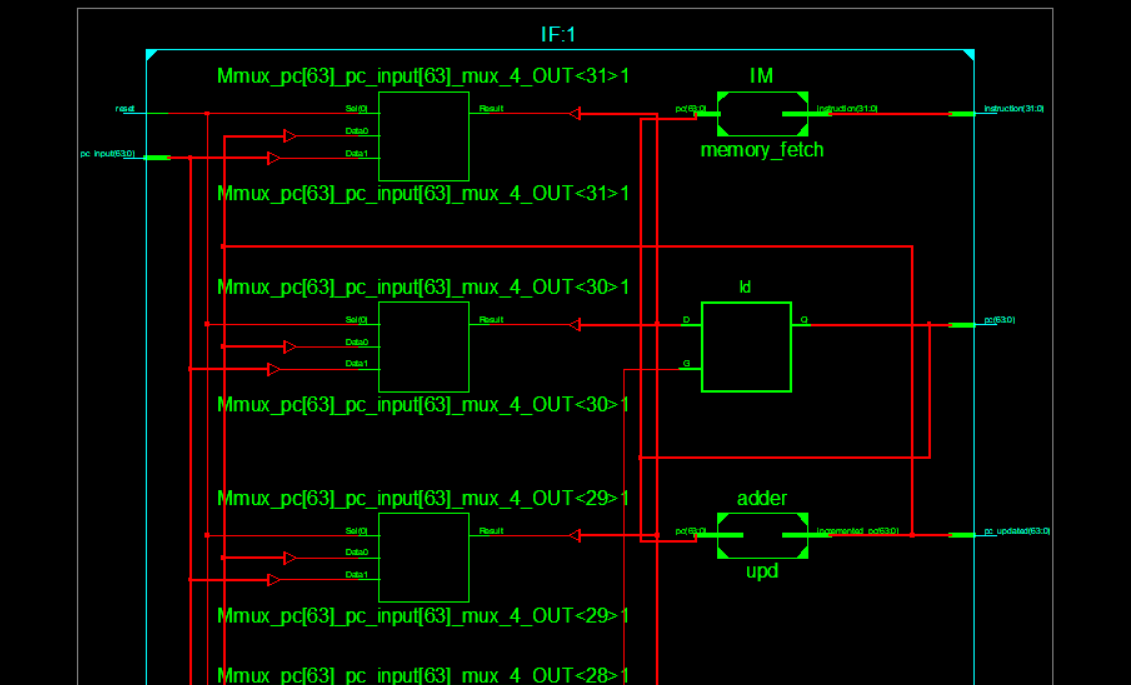 IF:1
Mmux_pc[63]_pc_input[63]_mux_4_OUT<31>1
IM
reset
Sel(0)
Result
pc(63:0)
instruction(31:0)
instruction(31:0)
Data0
pc_input(63:0)
Data1
memory_fetch
Mmux_pc[63]_pc_input[63]_mux_4_OUT<31>1
Mmux_pc[63]_pc_input[63]_mux_4_OUT<30>1
ld
Sel(0)
Result
D
Q
pc(63:0)
Data0
Data1
G
Mmux_pc[63]_pc_input[63]_mux_4_OUT<30>1
Mmux_pc[63]_pc_input[63]_mux_4_OUT<29>1
adder
Sel(0)
Result
pc(63:0)
incremented_pc(63:0)
pc_updated(63:0)
Data0
Data1
upd
Mmux_pc[63]_pc_input[63]_mux_4_OUT<29>1
Mmux_pc[63]_pc_input[63]_mux_4_OUT<28>1